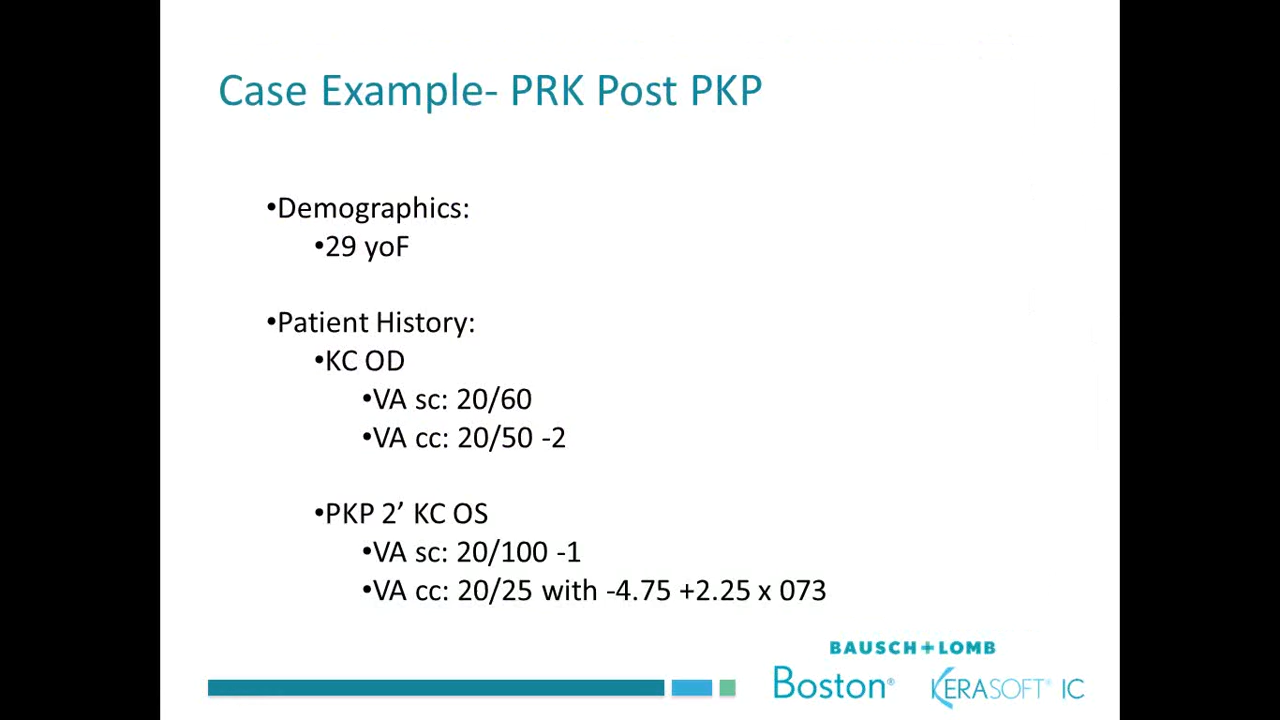 Case Example- PRK Post PKP
•Demographics:
•29 yoF
•Patient History:
•KC OD
•VA sc: 20/60
•VA cc: 20/50 -2
•PKP 2’ KC OS
•VA sc: 20/100 -1
•VA cc: 20/25 with -4.75 +2.25 x 073
BAUSCH+LOMB
Boston® KERASOFT® IC